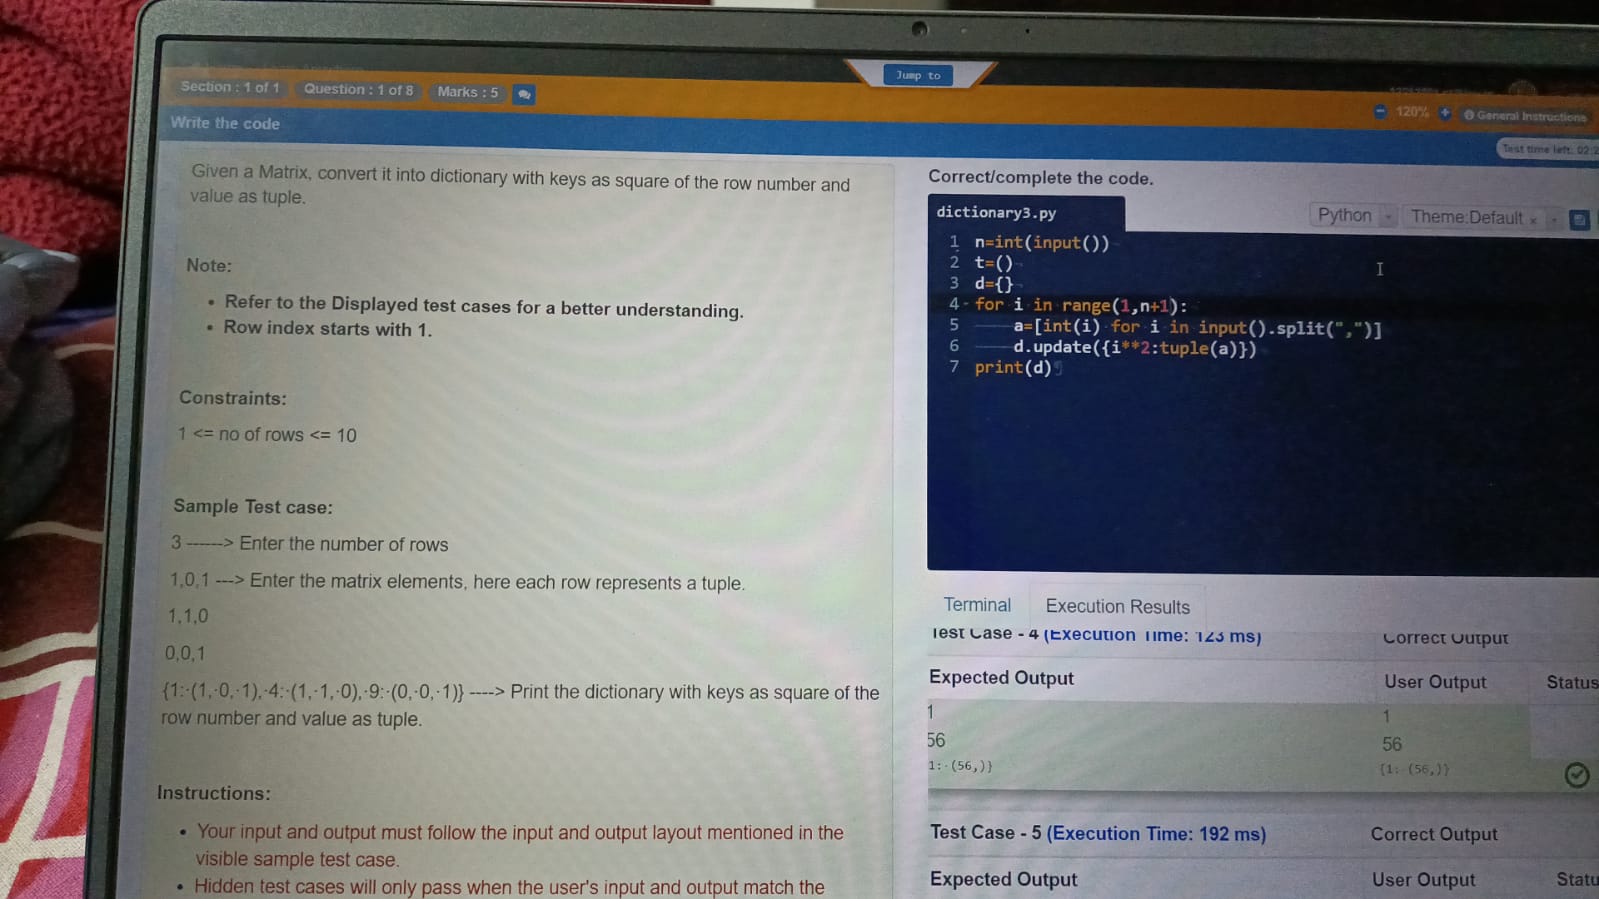 Jump to
Section : 1 of 1 Question : 1 of 8 Marks : 5
120% General Instructions
Write the code
Test time left: 02:
Given a Matrix, convert it into dictionary with keys as square of the row number and
value as tuple.
Note:
• Refer to the Displayed test cases for a better understanding.
• Row index starts with 1.
Constraints:
1 <= no of rows <= 10
Sample Test case:
3 ------> Enter the number of rows
1,0,1 ---> Enter the matrix elements, here each row represents a tuple.
1,1,0
0,0,1
{1:·(1,·0,·1),·4:·(1,·1,·0),·9:·(0,·0,·1)} ----> Print the dictionary with keys as square of the
row number and value as tuple.
Instructions:
• Your input and output must follow the input and output layout mentioned in the
visible sample test case.
• Hidden test cases will only pass when the user's input and output match the
Correct/complete the code.
dictionary3.py
Python Theme:Default
1 n=int(input())
2 t=()
3 d={}
4 for i in range(1,n+1):
5 a=[int(i) for i in input().split(",")]
6 d.update({i**2:tuple(a)})
7 print(d)
Terminal Execution Results
Test Case - 4 (Execution Time: 123 ms) Correct Output
Expected Output User Output Status
1 1
56 56
1:·(56,)} {1: (56,)}
Test Case - 5 (Execution Time: 192 ms) Correct Output
Expected Output User Output Statu